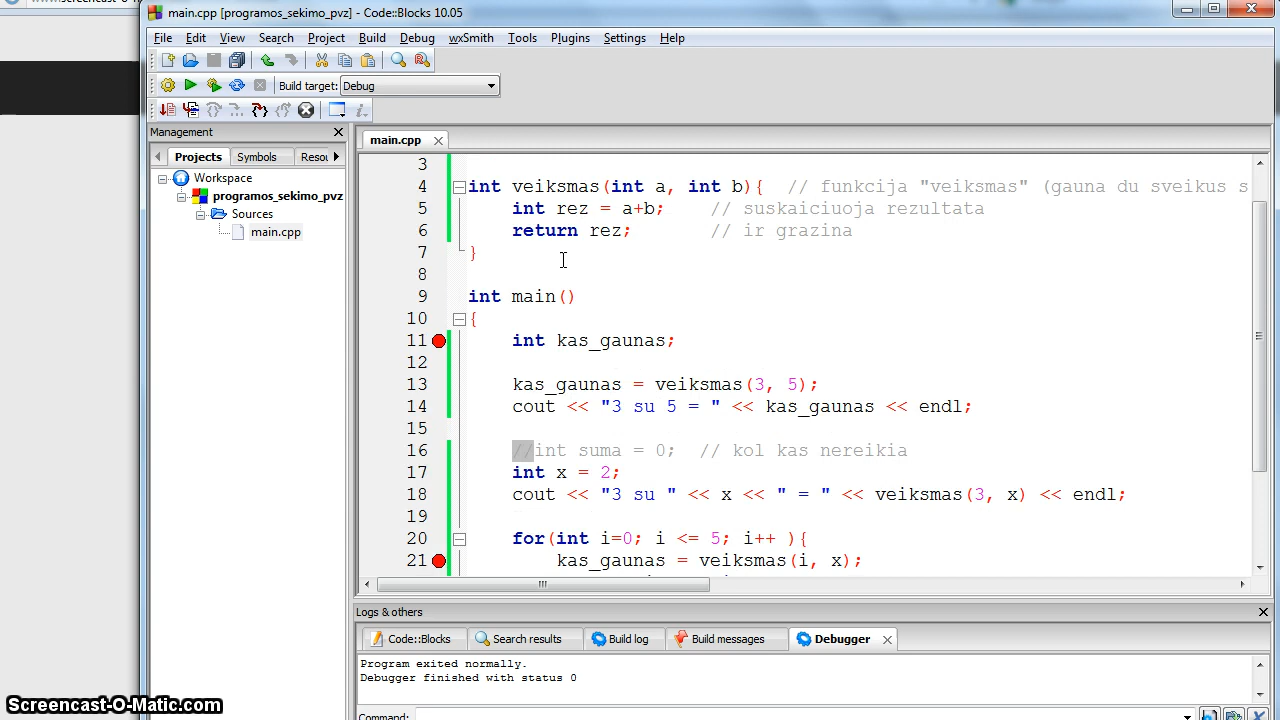 main.cpp [programos_sekimo_pvz] - Code::Blocks 10.05
File Edit View Search Project Build Debug wxSmith Tools Plugins Settings Help
Build target: Debug
Management
Projects Symbols Resou
main.cpp
Workspace
programos_sekimo_pvz
Sources
main.cpp
3
4 int veiksmas(int a, int b){ // funkcija "veiksmas" (gauna du sveikus s
5 int rez = a+b; // suskaiciuoja rezultata
6 return rez; // ir grazina
7 }
8
9 int main()
10 {
11 int kas_gaunas;
12
13 kas_gaunas = veiksmas(3, 5);
14 cout << "3 su 5 = " << kas_gaunas << endl;
15
16 //int suma = 0; // kol kas nereikia
17 int x = 2;
18 cout << "3 su " << x << " = " << veiksmas(3, x) << endl;
19
20 for(int i=0; i <= 5; i++ ){
21 kas_gaunas = veiksmas(i, x);
Logs & others
Code::Blocks Search results Build log Build messages Debugger
Program exited normally.
Debugger finished with status 0
Command:
Screencast-O-Matic.com